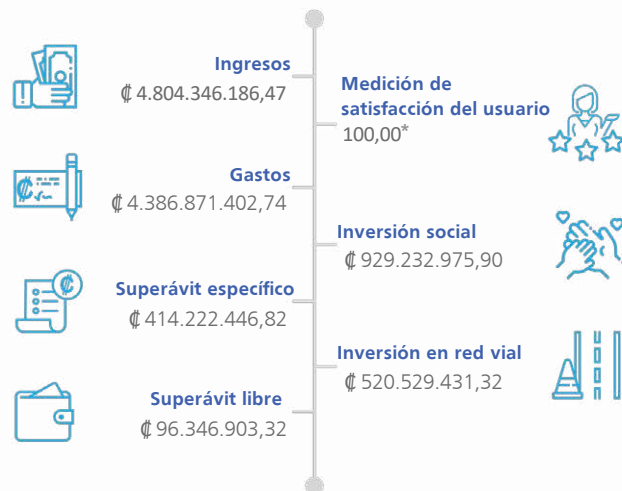 Ingresos
₡ 4.804.346.186,47
Gastos
₡ 4.386.871.402,74
Superávit específico
₡ 414.222.446,82
Superávit libre
₡ 96.346.903,32
Medición de
satisfacción del usuario
100,00*
Inversión social
₡ 929.232.975,90
Inversión en red vial
₡ 520.529.431,32